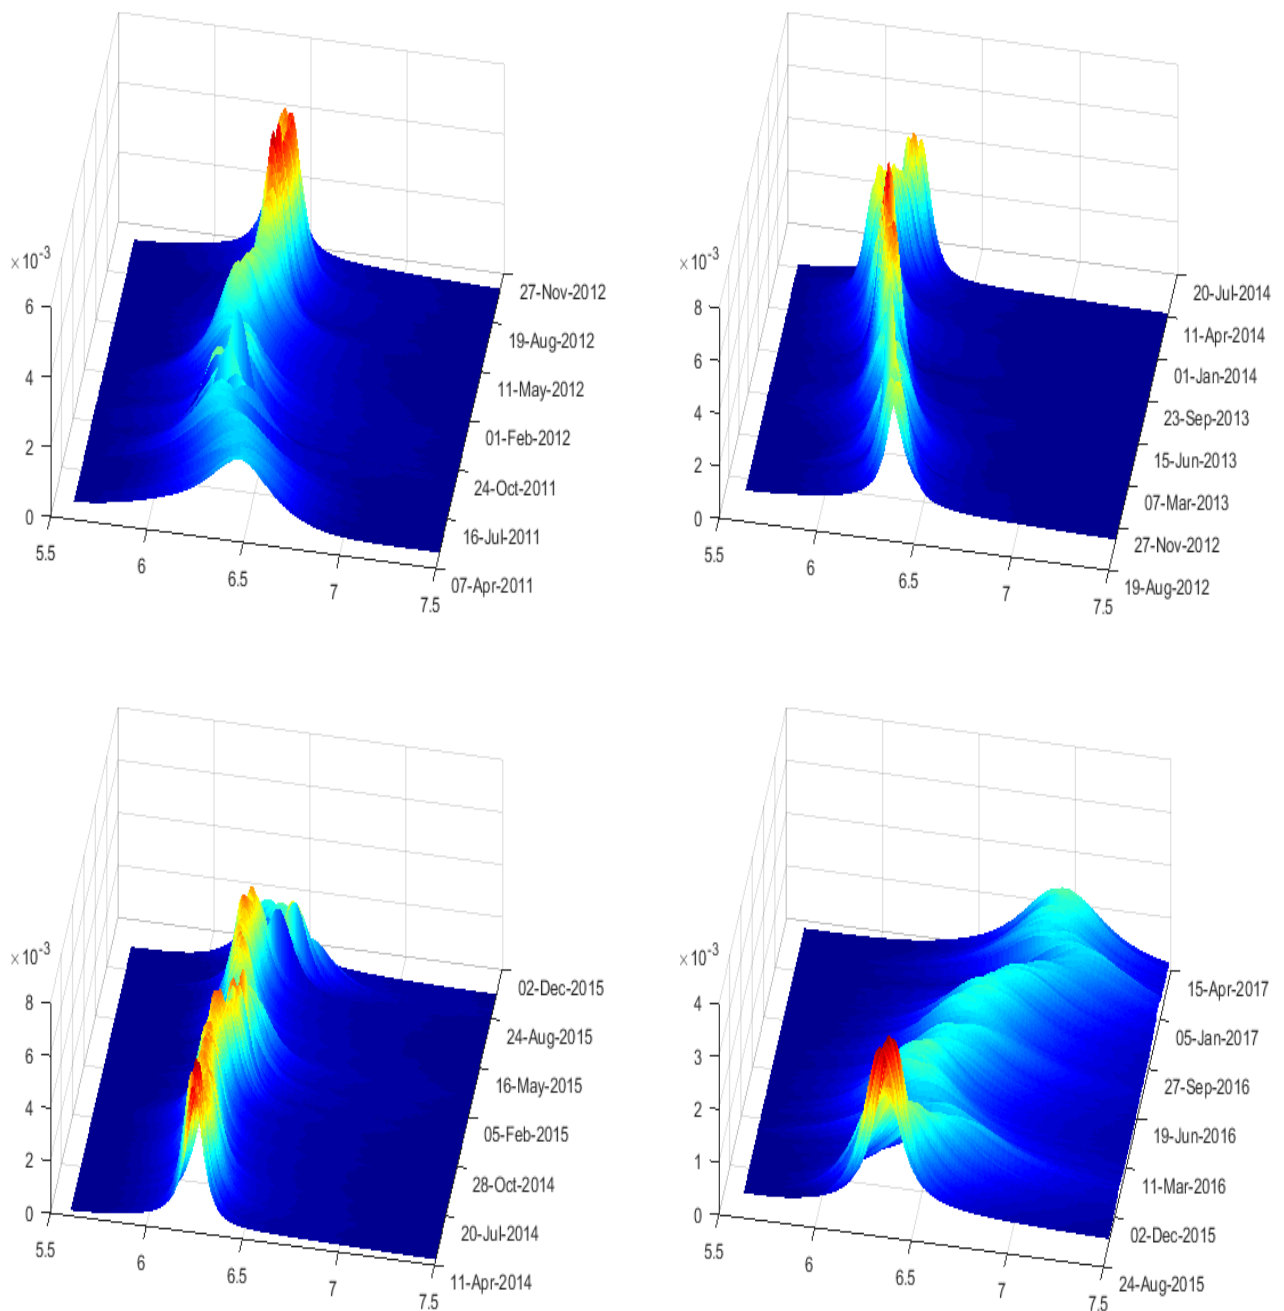 ×10-3
6
4
2
0
5.5
6
6.5
7
7.5
27-Nov-2012
19-Aug-2012
11-May-2012
01-Feb-2012
24-Oct-2011
16-Jul-2011
07-Apr-2011
×10-3
8
6
4
2
0
5.5
6
6.5
7
7.5
20-Jul-2014
11-Apr-2014
01-Jan-2014
23-Sep-2013
15-Jun-2013
07-Mar-2013
27-Nov-2012
19-Aug-2012
×10-3
8
6
4
2
0
5.5
6
6.5
7
7.5
02-Dec-2015
24-Aug-2015
16-May-2015
05-Feb-2015
28-Oct-2014
20-Jul-2014
11-Apr-2014
×10-3
4
3
2
1
0
5.5
6
6.5
7
7.5
15-Apr-2017
05-Jan-2017
27-Sep-2016
19-Jun-2016
11-Mar-2016
02-Dec-2015
24-Aug-2015